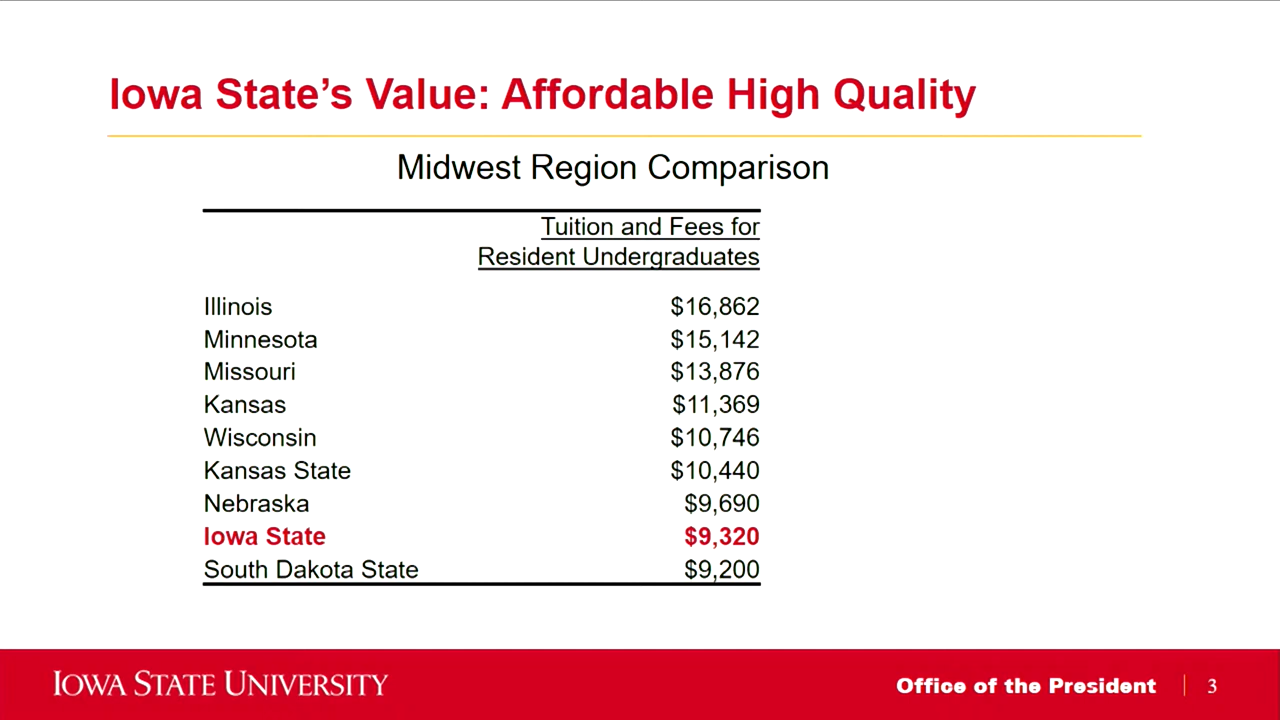 Iowa State’s Value: Affordable High Quality
Midwest Region Comparison
Tuition and Fees for
Resident Undergraduates
Illinois $16,862
Minnesota $15,142
Missouri $13,876
Kansas $11,369
Wisconsin $10,746
Kansas State $10,440
Nebraska $9,690
Iowa State $9,320
South Dakota State $9,200
IOWA STATE UNIVERSITY Office of the President 3